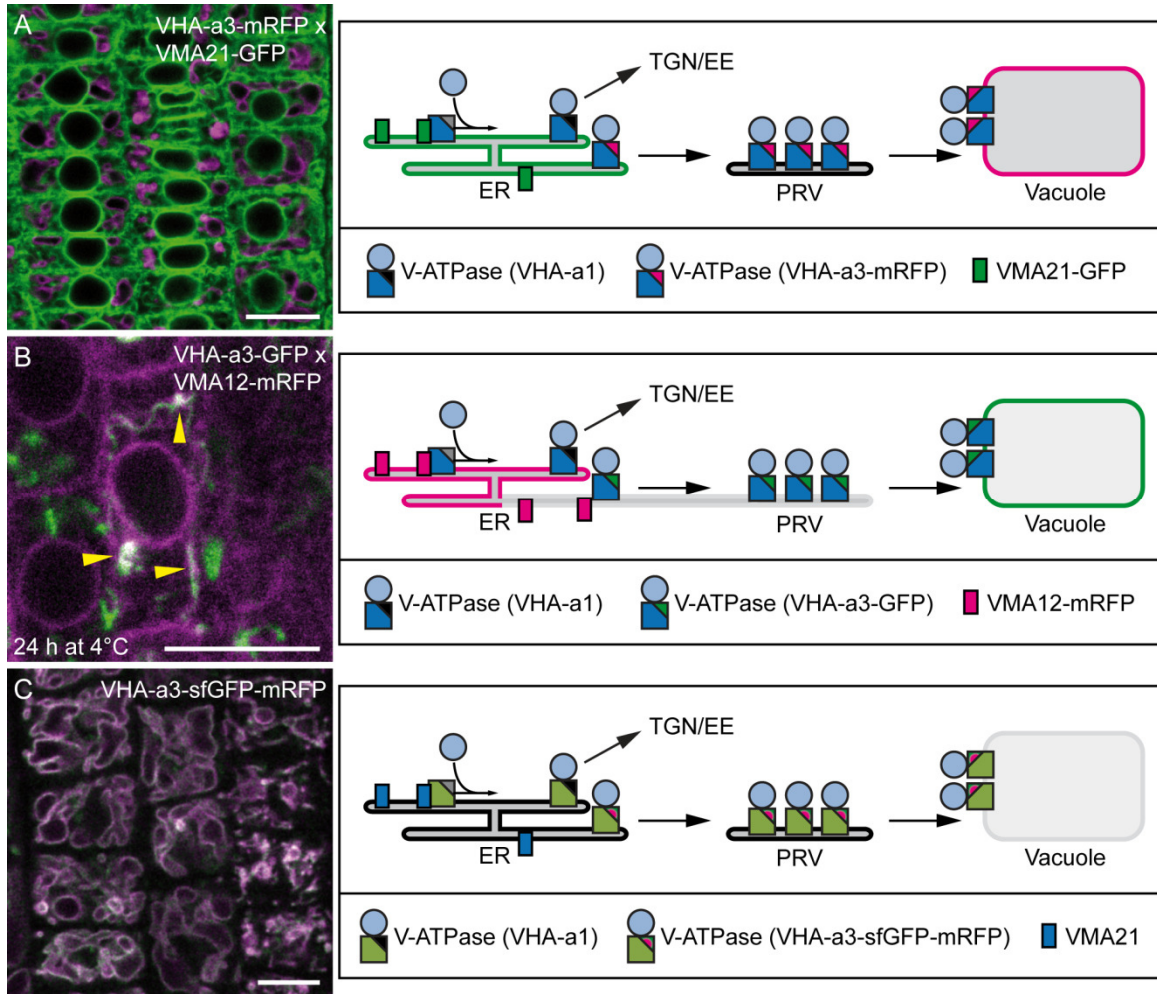 A
VHA-a3-mRFP x
VMA21-GFP
TGN/EE
ER
PRV
Vacuole
V-ATPase (VHA-a1)
V-ATPase (VHA-a3-mRFP)
VMA21-GFP
B
VHA-a3-GFP x
VMA12-mRFP
24 h at 4°C
TGN/EE
ER
PRV
Vacuole
V-ATPase (VHA-a1)
V-ATPase (VHA-a3-GFP)
VMA12-mRFP
C
VHA-a3-sfGFP-mRFP
TGN/EE
ER
PRV
Vacuole
V-ATPase (VHA-a1)
V-ATPase (VHA-a3-sfGFP-mRFP)
VMA21